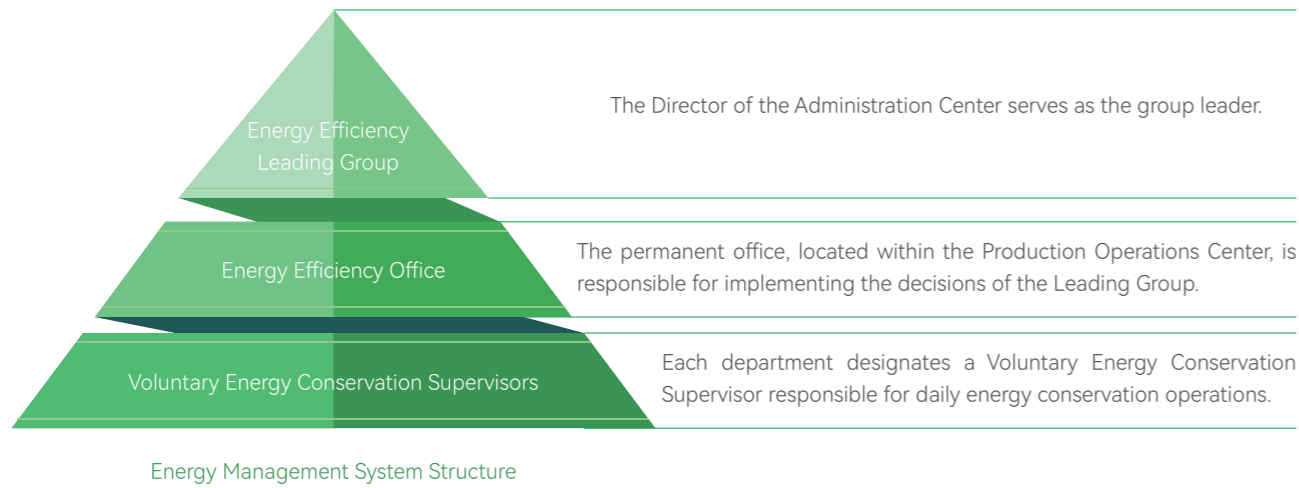 Energy Efficiency
Leading Group
The Director of the Administration Center serves as the group leader.
Energy Efficiency Office
The permanent office, located within the Production Operations Center, is
responsible for implementing the decisions of the Leading Group.
Voluntary Energy Conservation Supervisors
Each department designates a Voluntary Energy Conservation
Supervisor responsible for daily energy conservation operations.
Energy Management System Structure